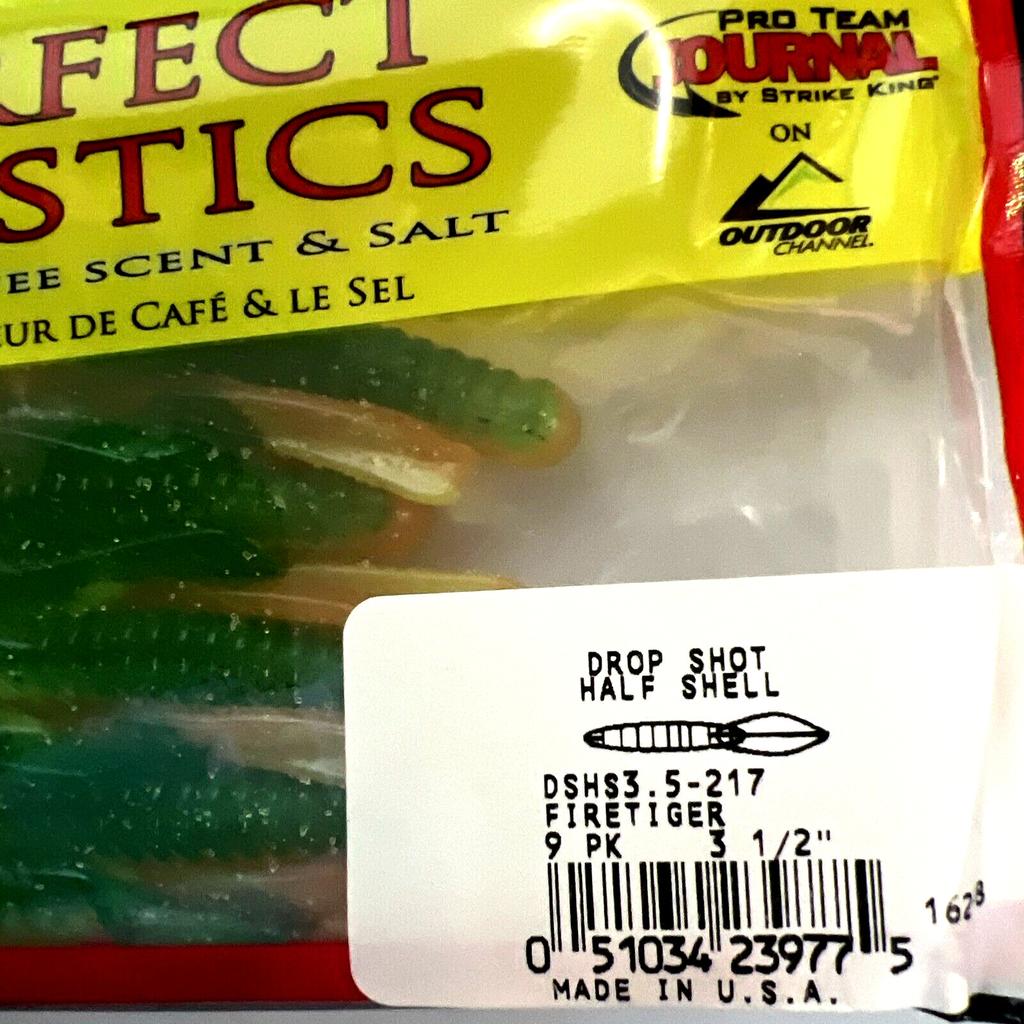 RFECT
STICS
EE SCENT & SALT
UR DE CAFÉ & LE SEL
PRO TEAM
JOURNAL
BY STRIKE KING
ON
OUTDOOR
CHANNEL
DROP SHOT
HALF SHELL
DSHS3.5-217
FIRETIGER
9 PK 3 1/2"
0 51034 23977 5
1628
MADE IN U.S.A.